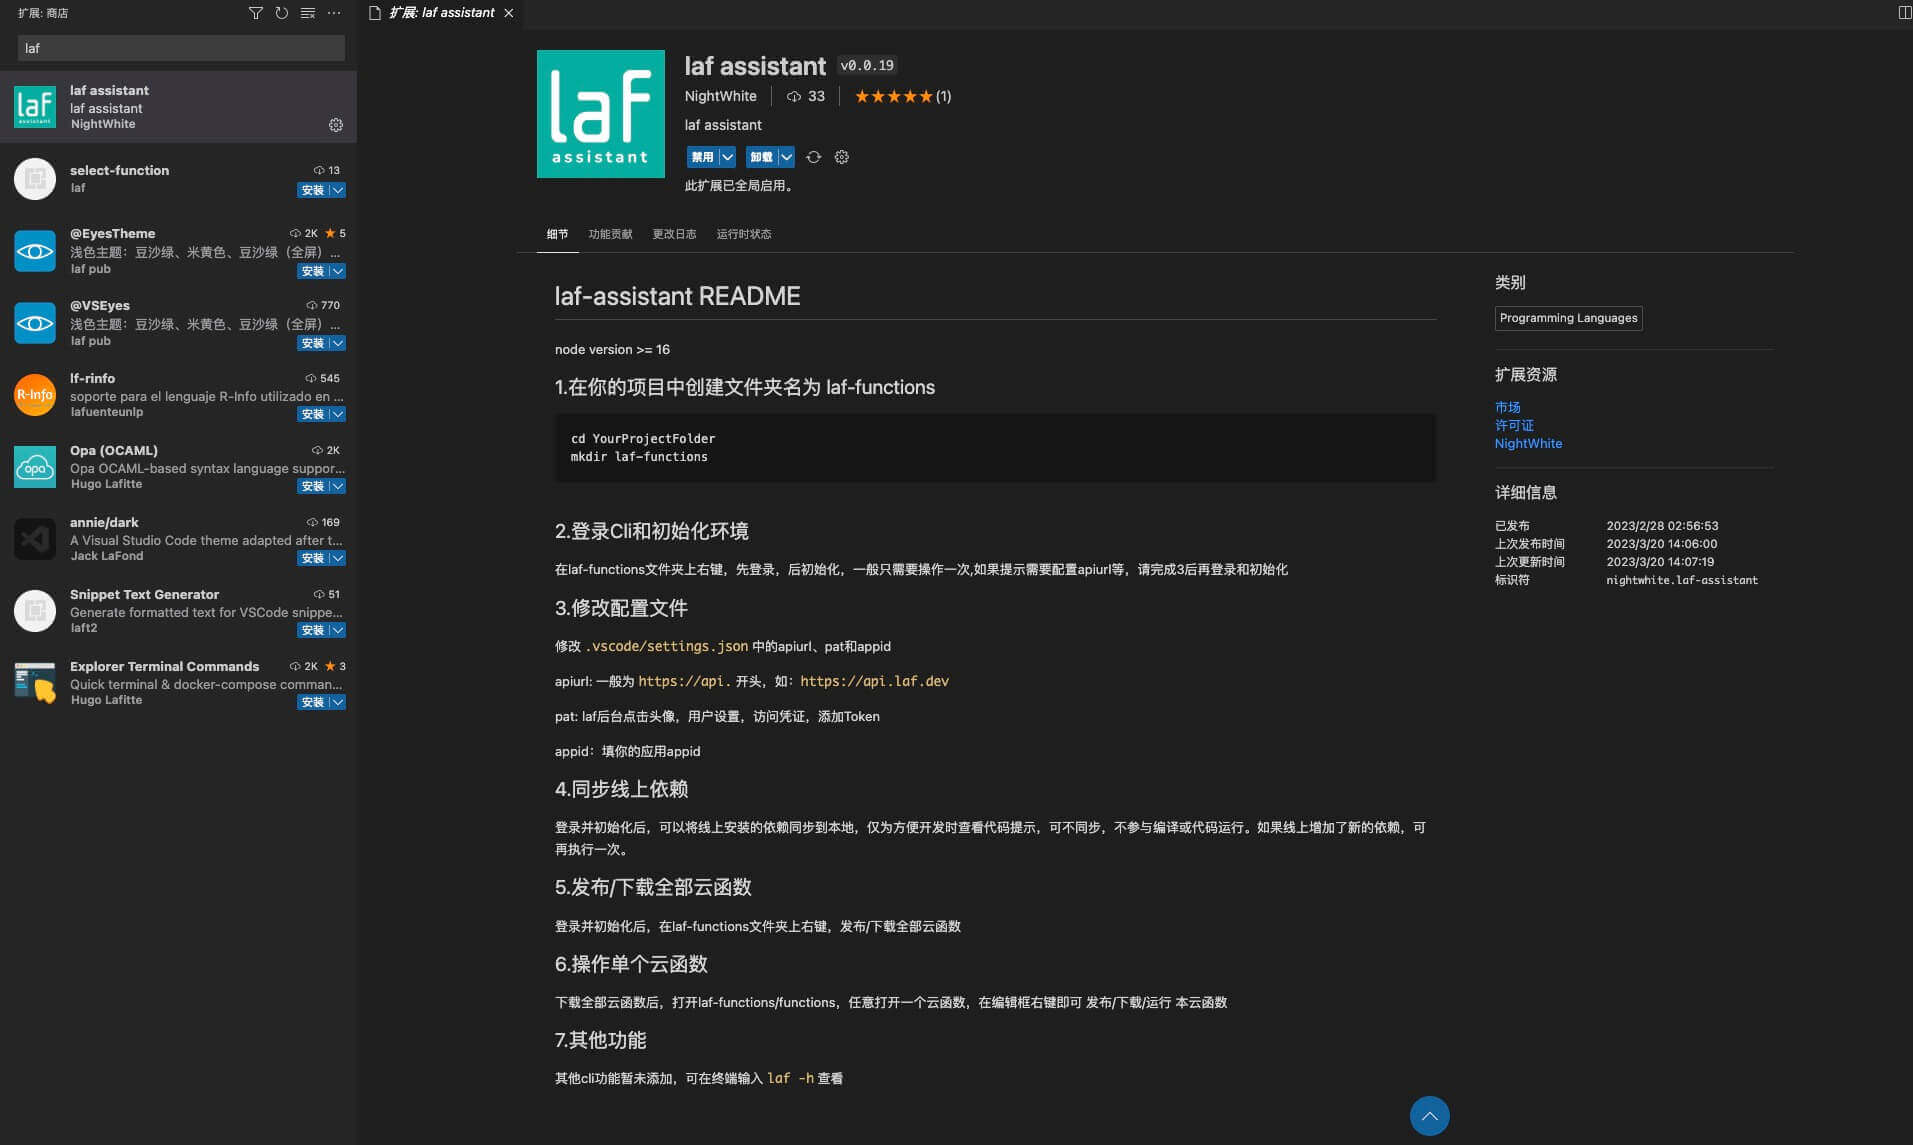 扩展: 商店
laf
laf
assistant
laf assistant
laf assistant
NightWhite
select-function
13
laf
安装
@EyesTheme
2K ★ 5
浅色主题：豆沙绿、米黄色、豆沙绿（全屏）...
laf pub
安装
@VSEyes
770
浅色主题：豆沙绿、米黄色、豆沙绿（全屏）...
laf pub
安装
R-Info
lf-rinfo
545
soporte para el lenguaje R-Info utilizado en ...
lafuenteunlp
安装
opa
Opa (OCAML)
2K
Opa OCAML-based syntax language suppor...
Hugo Lafitte
安装
annie/dark
169
A Visual Studio Code theme adapted after t...
Jack LaFond
安装
Snippet Text Generator
51
Generate formatted text for VSCode snippe...
laft2
安装
Explorer Terminal Commands
2K ★ 3
Quick terminal & docker-compose comman...
Hugo Lafitte
安装
扩展: laf assistant
laf
assistant
laf assistant v0.0.19
NightWhite 33 ★★★★★(1)
laf assistant
禁用 卸载
此扩展已全局启用。
细节 功能贡献 更改日志 运行时状态
laf-assistant README
node version >= 16
1.在你的项目中创建文件夹名为 laf-functions
cd YourProjectFolder
mkdir laf-functions
2.登录Cli和初始化环境
在laf-functions文件夹上右键，先登录，后初始化，一般只需要操作一次,如果提示需要配置apiurl等，请完成3后再登录和初始化
3.修改配置文件
修改 .vscode/settings.json 中的apiurl、pat和appid
apiurl: 一般为 https://api. 开头，如：https://api.laf.dev
pat: laf后台点击头像，用户设置，访问凭证，添加Token
appid：填你的应用appid
4.同步线上依赖
登录并初始化后，可以将线上安装的依赖同步到本地，仅为方便开发时查看代码提示，可不同步，不参与编译或代码运行。如果线上增加了新的依赖，可
再执行一次。
5.发布/下载全部云函数
登录并初始化后，在laf-functions文件夹上右键，发布/下载全部云函数
6.操作单个云函数
下载全部云函数后，打开laf-functions/functions，任意打开一个云函数，在编辑框右键即可 发布/下载/运行 本云函数
7.其他功能
其他cli功能暂未添加，可在终端输入 laf -h 查看
类别
Programming Languages
扩展资源
市场
许可证
NightWhite
详细信息
已发布 2023/2/28 02:56:53
上次发布时间 2023/3/20 14:06:00
上次更新时间 2023/3/20 14:07:19
标识符 nightwhite.laf-assistant